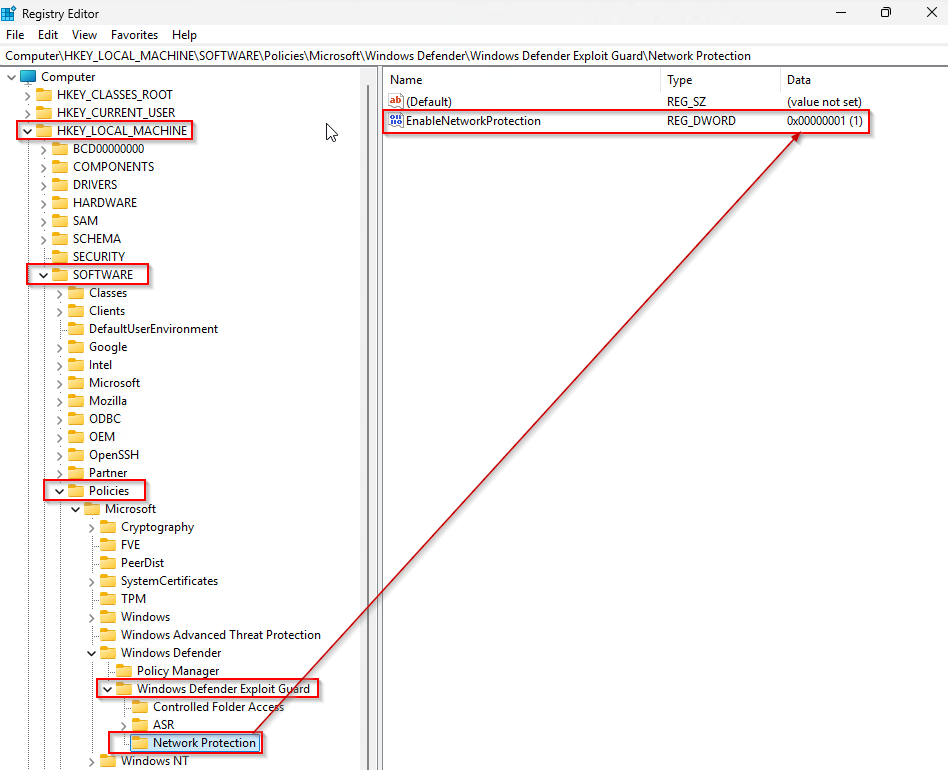 Registry Editor
File Edit View Favorites Help
Computer\HKEY_LOCAL_MACHINE\SOFTWARE\Policies\Microsoft\Windows Defender\Windows Defender Exploit Guard\Network Protection
Computer
HKEY_CLASSES_ROOT
HKEY_CURRENT_USER
HKEY_LOCAL_MACHINE
BCD00000000
COMPONENTS
DRIVERS
HARDWARE
SAM
SCHEMA
SECURITY
SOFTWARE
Classes
Clients
DefaultUserEnvironment
Google
Intel
Microsoft
Mozilla
ODBC
OEM
OpenSSH
Partner
Policies
Microsoft
Cryptography
FVE
PeerDist
SystemCertificates
TPM
Windows
Windows Advanced Threat Protection
Windows Defender
Policy Manager
Windows Defender Exploit Guard
Controlled Folder Access
ASR
Network Protection
Windows NT
Name Type Data
ab (Default) REG_SZ (value not set)
EnableNetworkProtection REG_DWORD 0x00000001 (1)